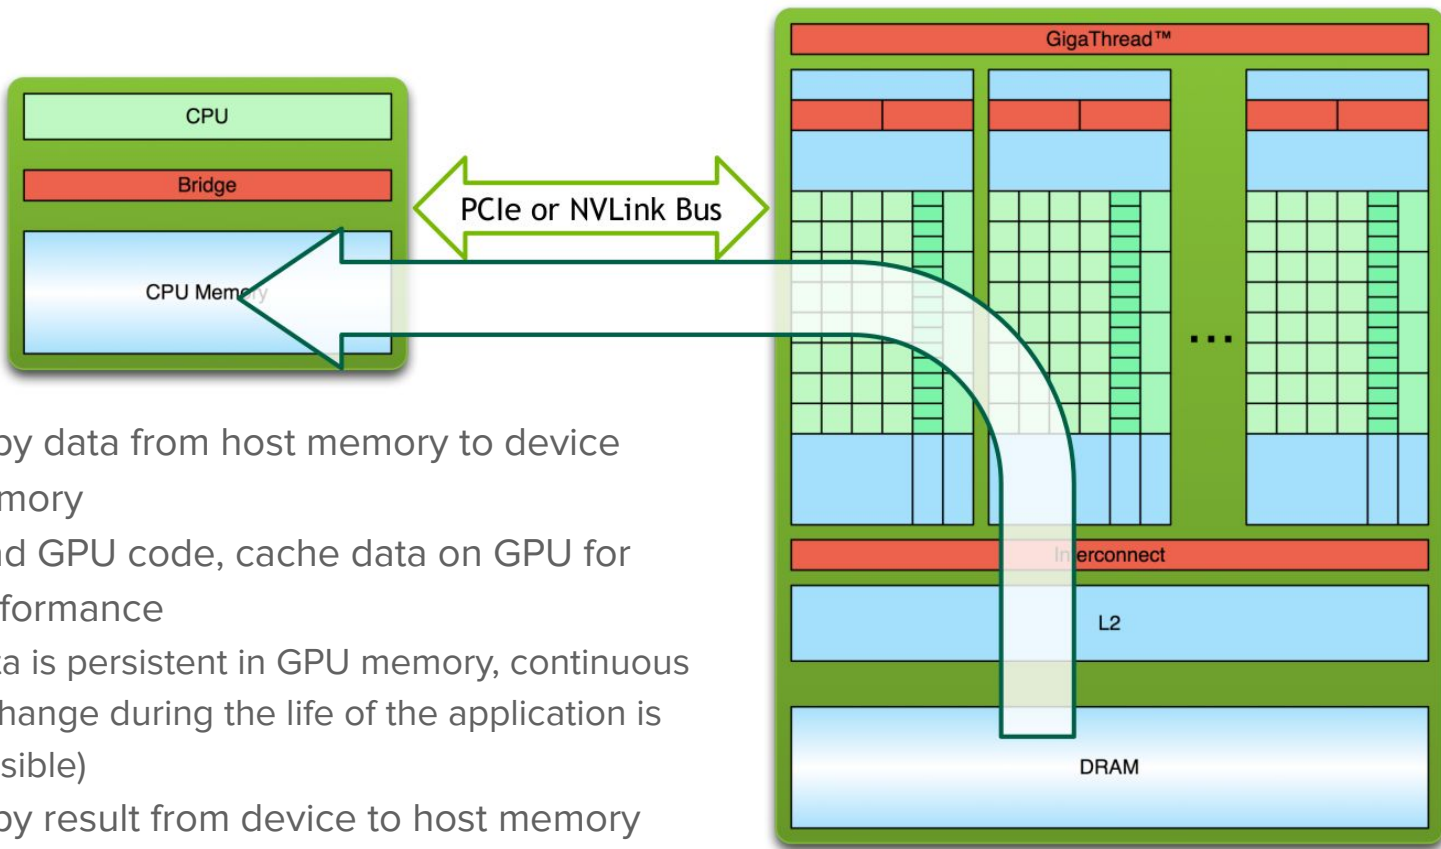 GigaThread™
CPU
Bridge
PCIe or NVLink Bus
CPU Memory
...
py data from host memory to device
mory
nd GPU code, cache data on GPU for
formance
ta is persistent in GPU memory, continuous
hange during the life of the application is
sible)
py result from device to host memory
Interconnect
L2
DRAM